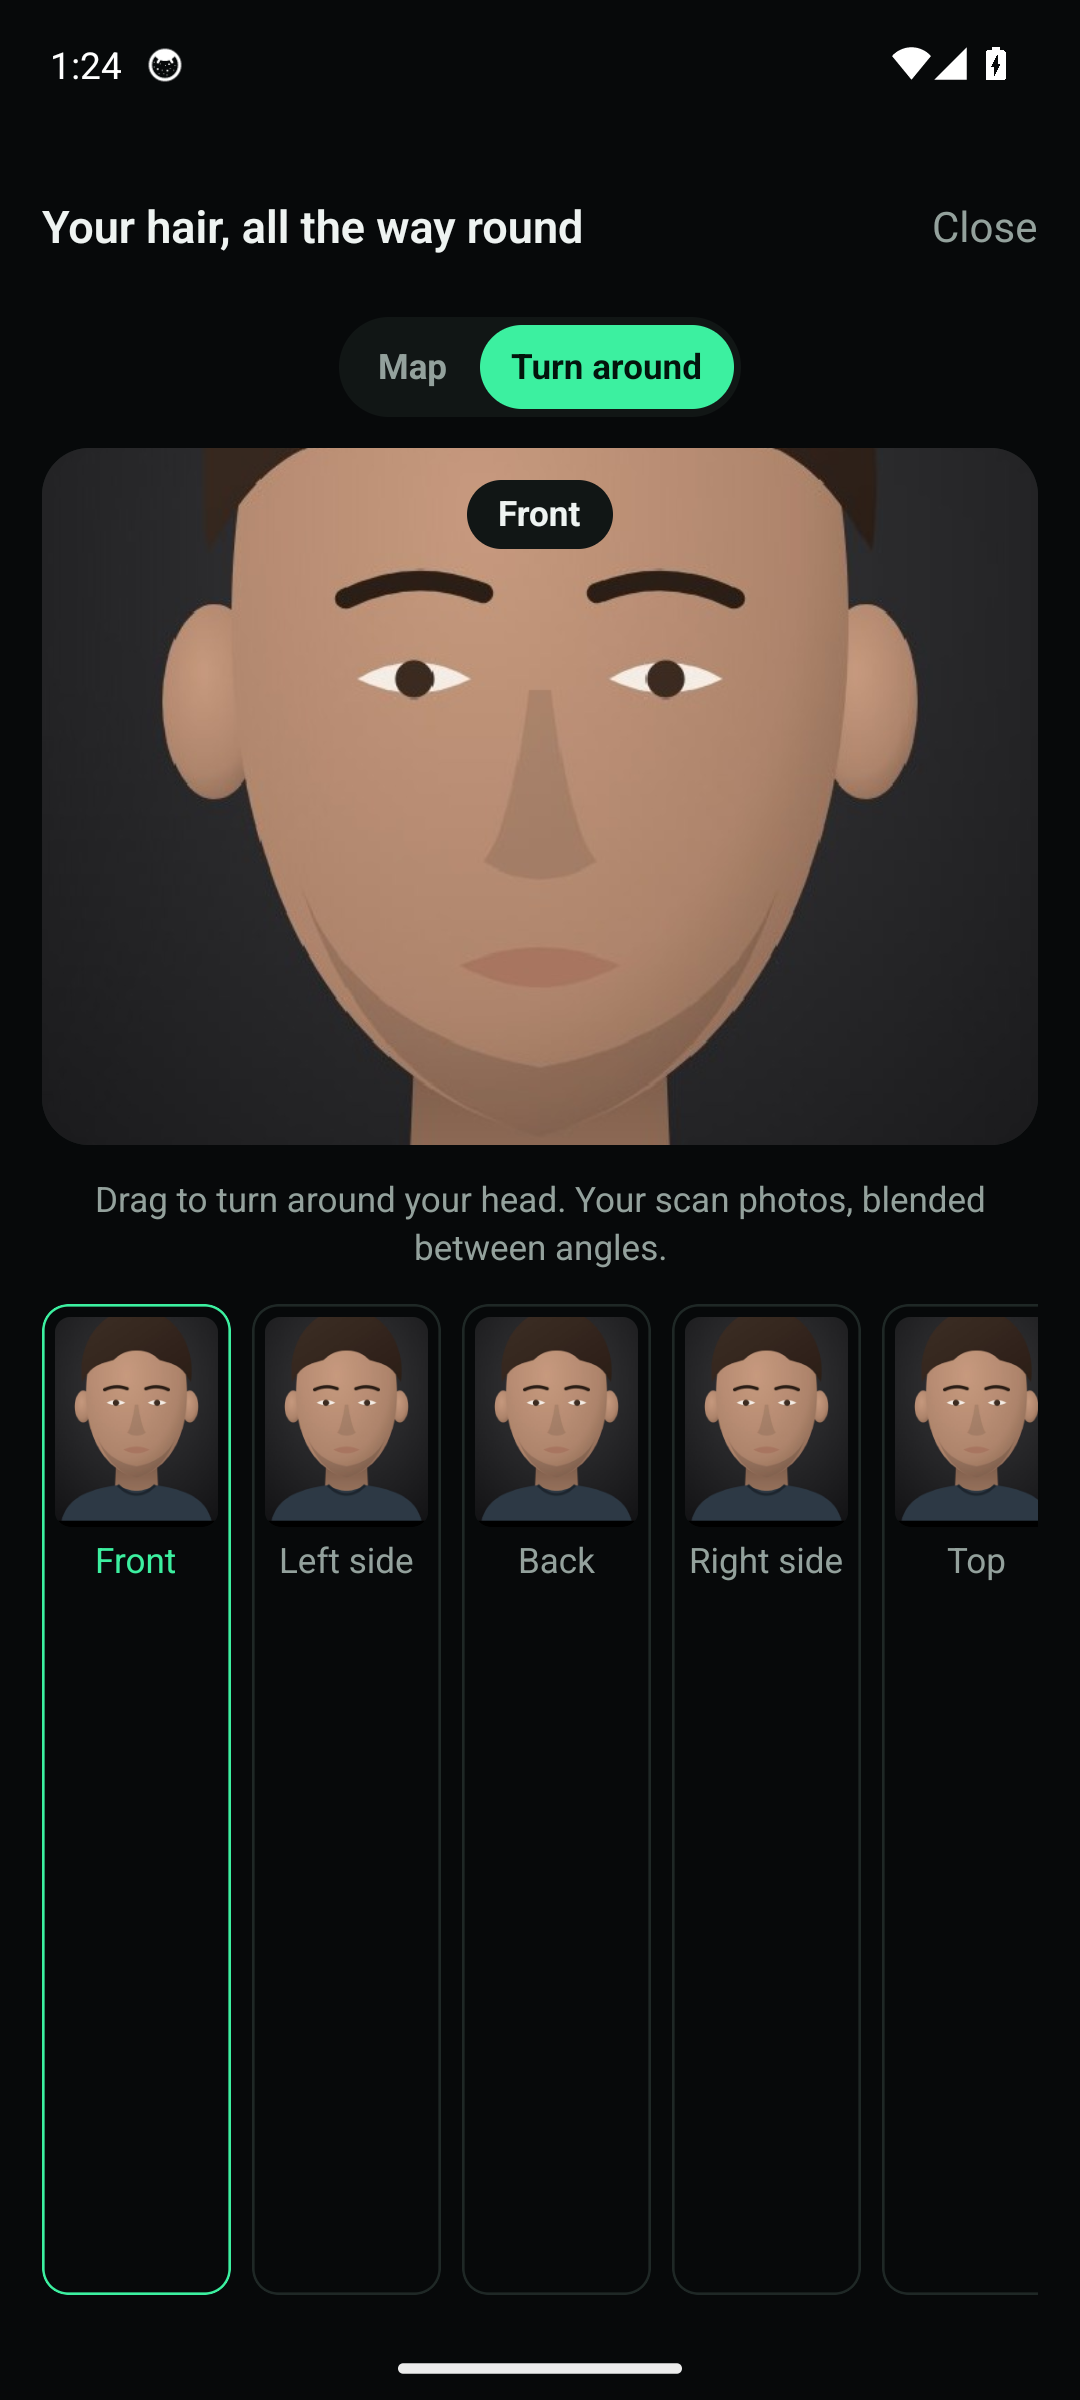 1:24
Your hair, all the way round
Close
Map
Turn around
Front
Drag to turn around your head. Your scan photos, blended
between angles.
Front
Left side
Back
Right side
Top